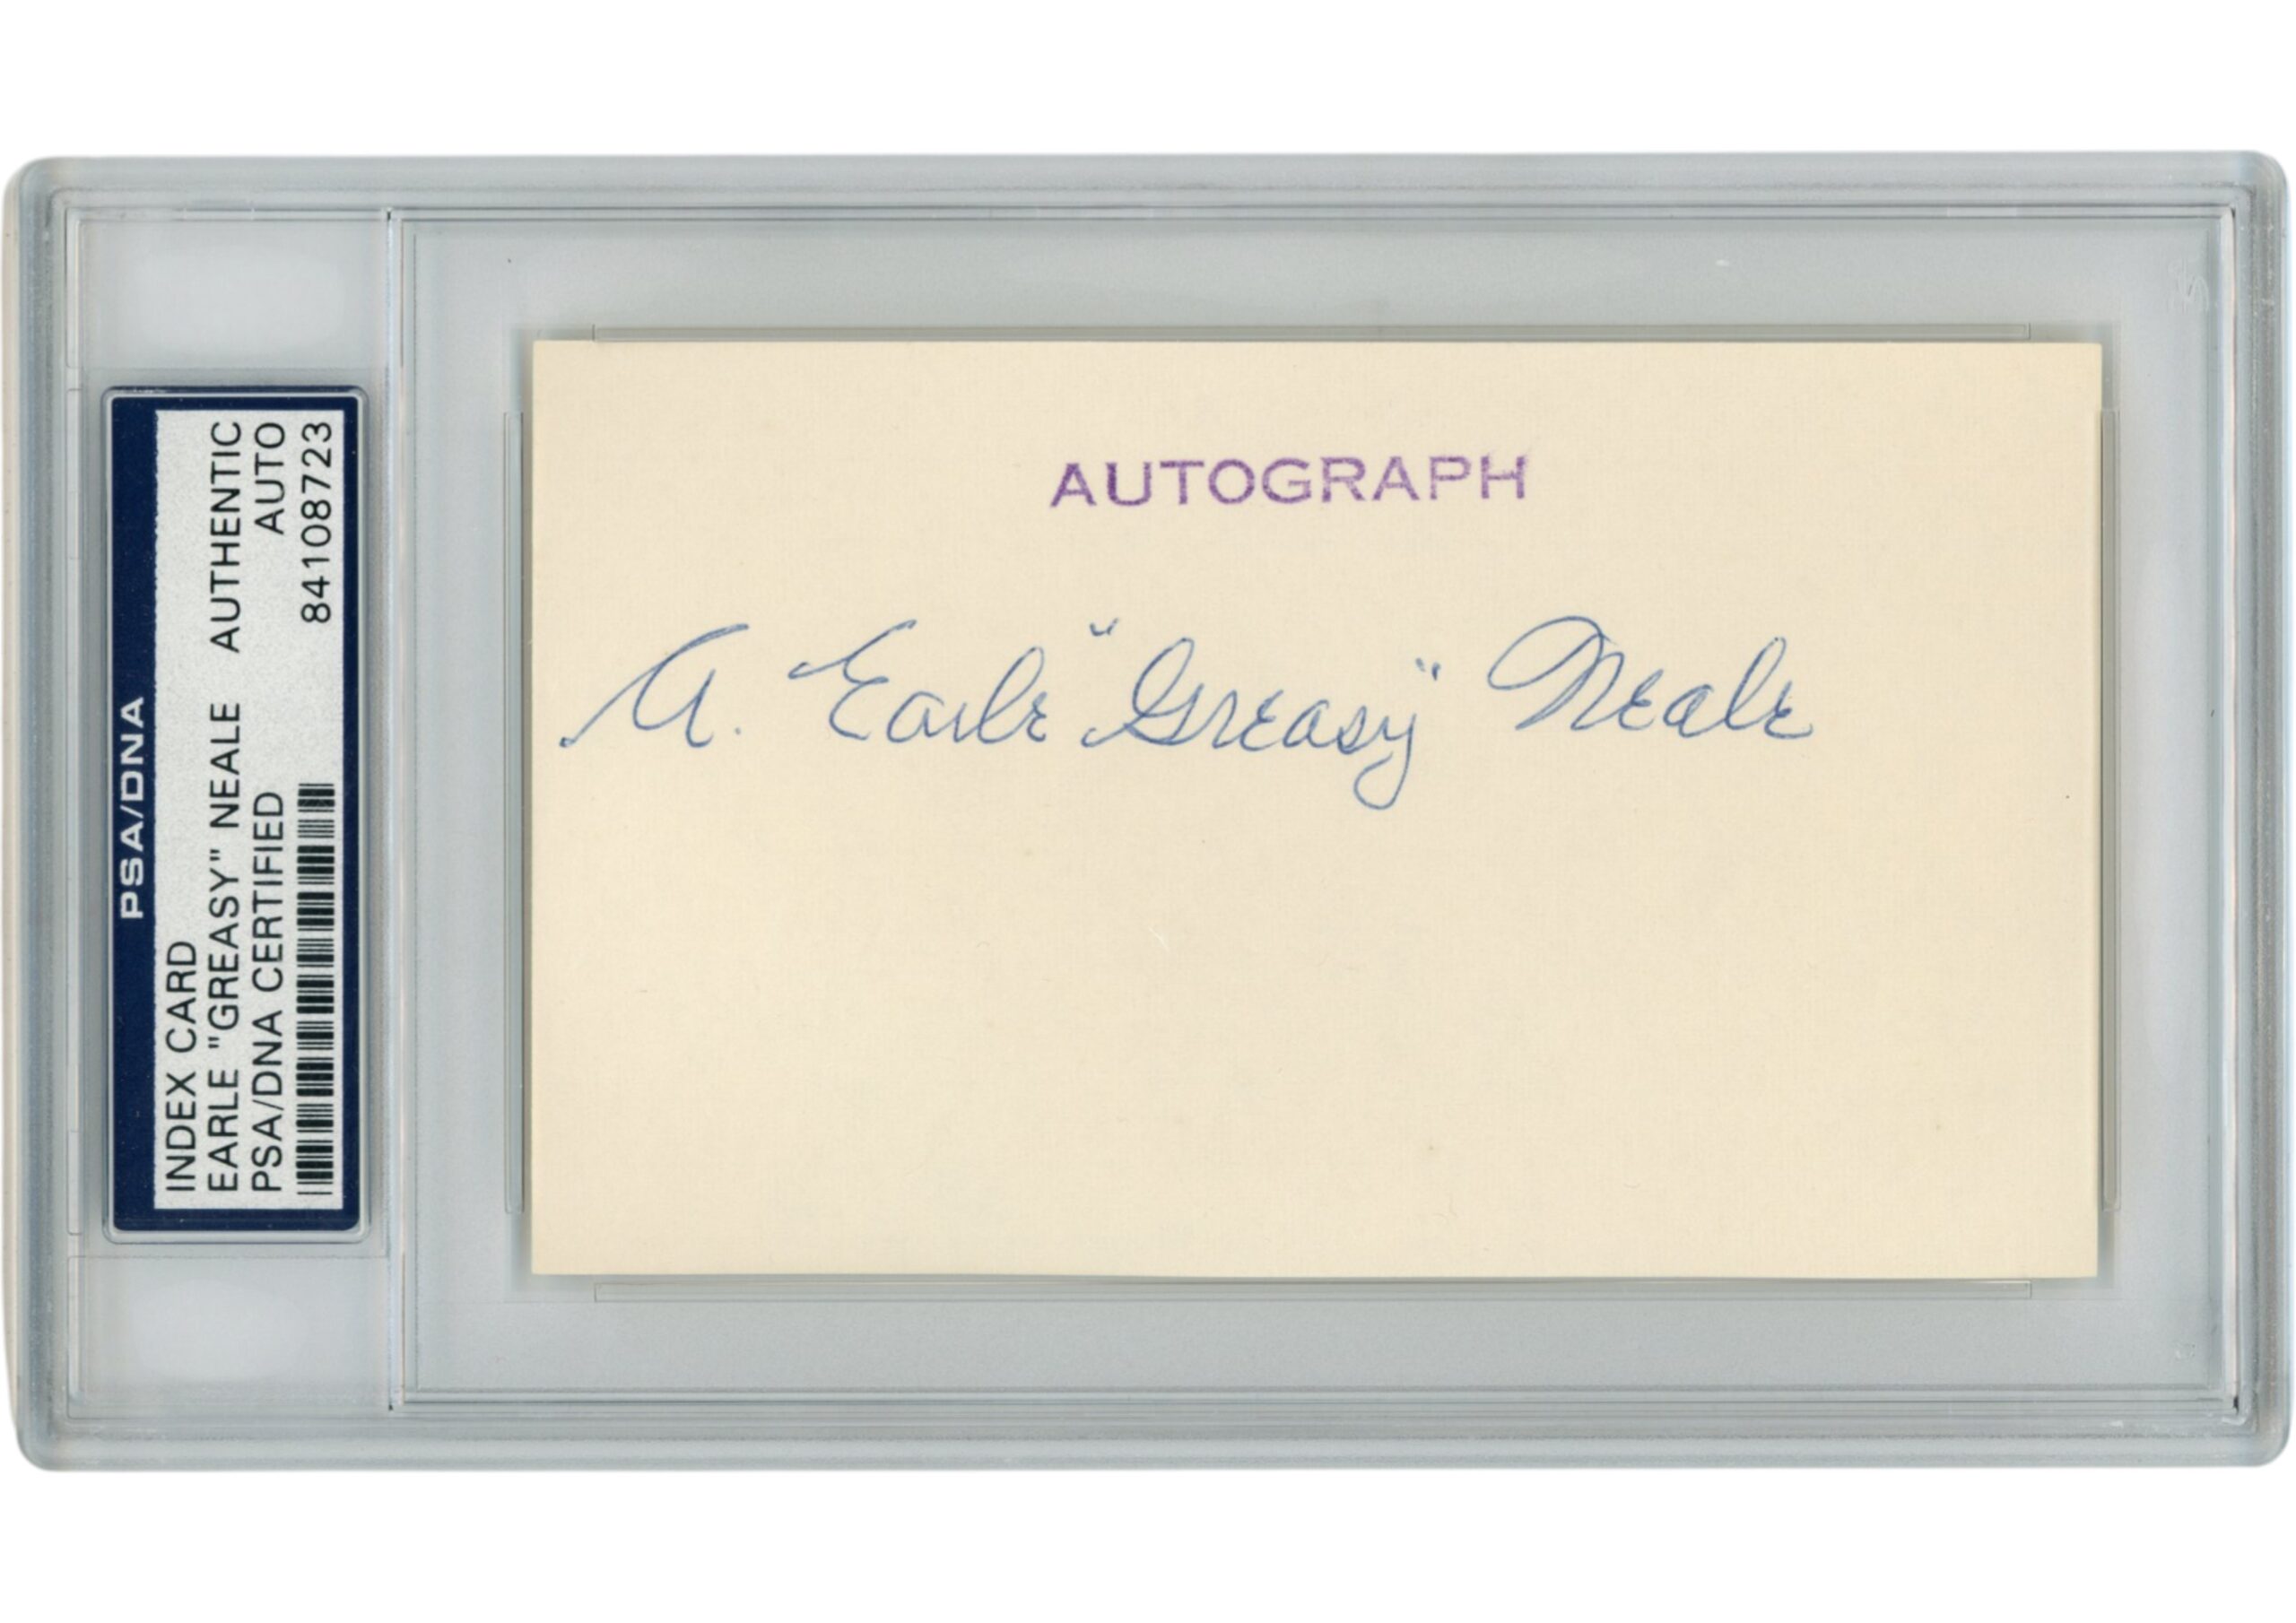 PSA/DNA
INDEX CARD
EARLE "GREASY" NEALE AUTHENTIC
PSA/DNA CERTIFIED AUTO
84108723
AUTOGRAPH
A. Earle "Greasy" Neale